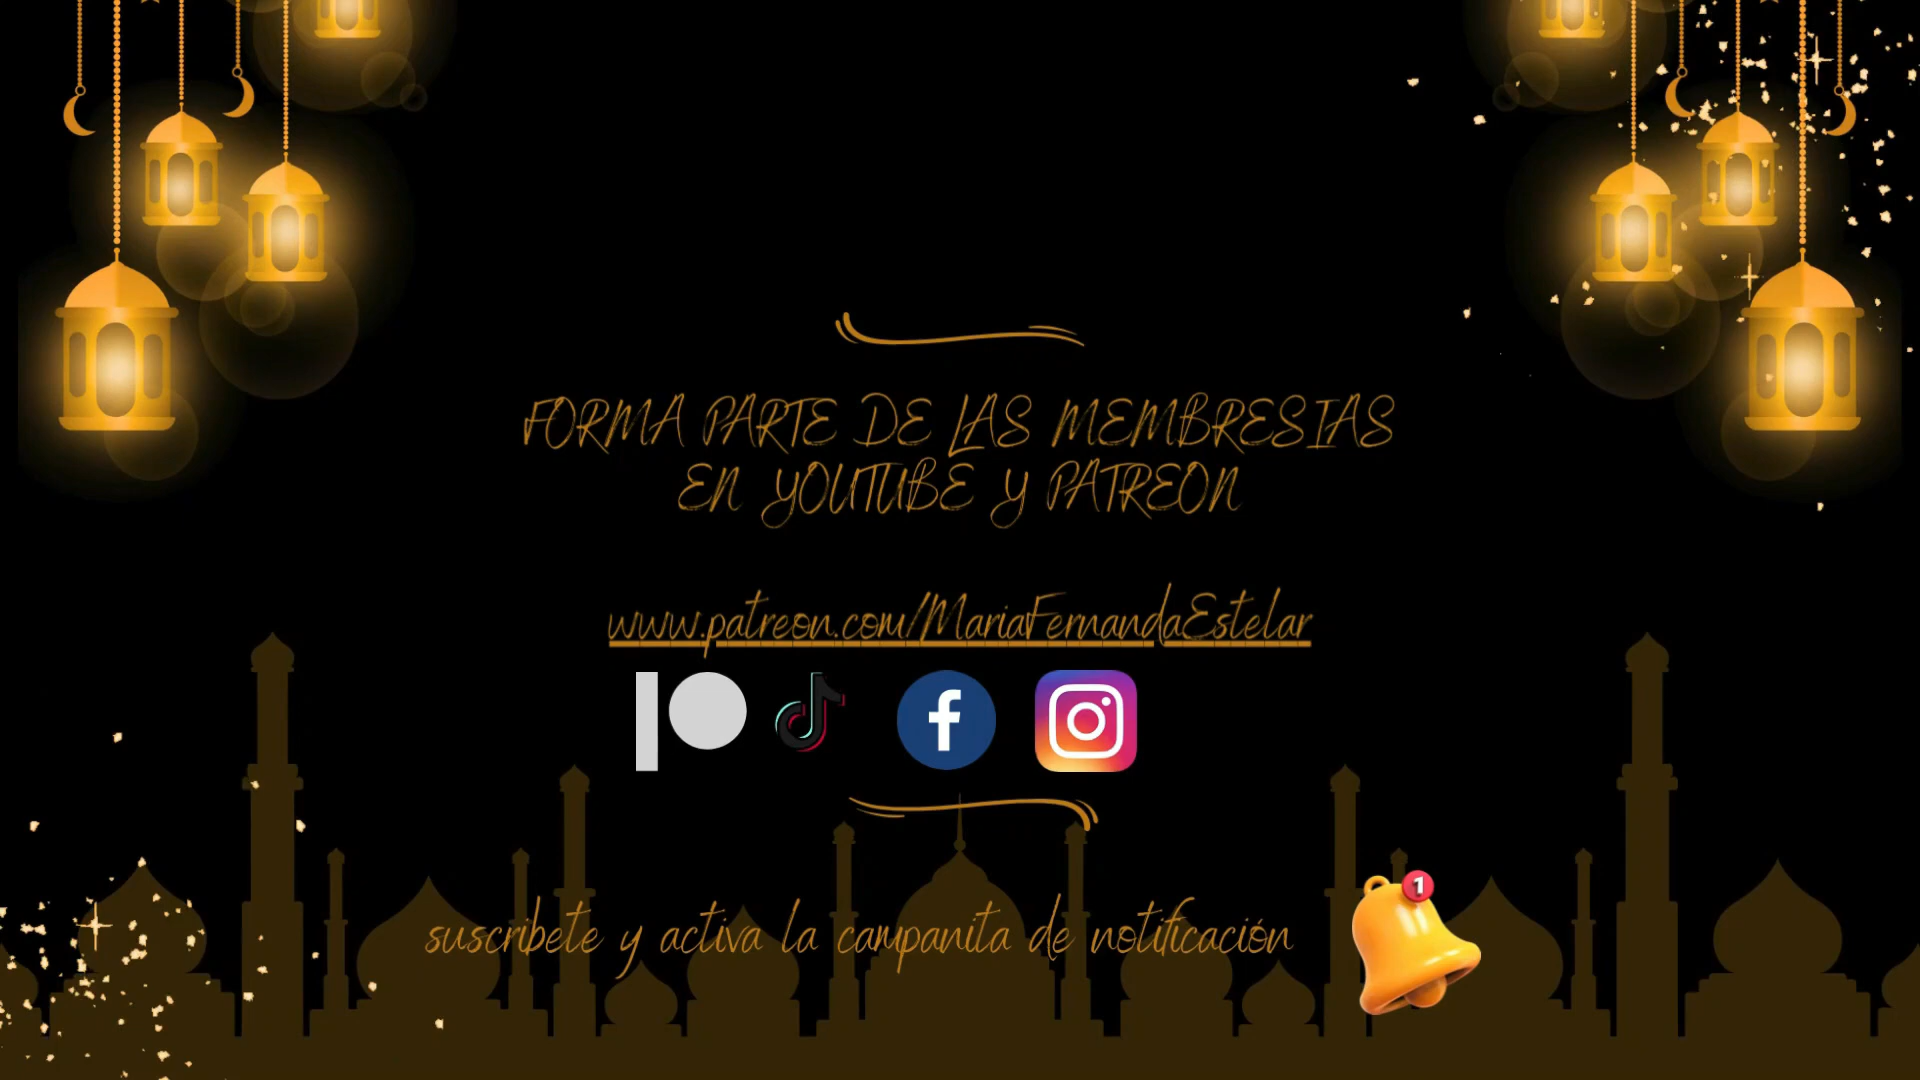 FORMA PARTE DE LAS MEMBRESIAS
EN YOUTUBE Y PATREON
www.patreon.com/MariaFernandaEstelar
1
suscribete y activa la campanita de notificación